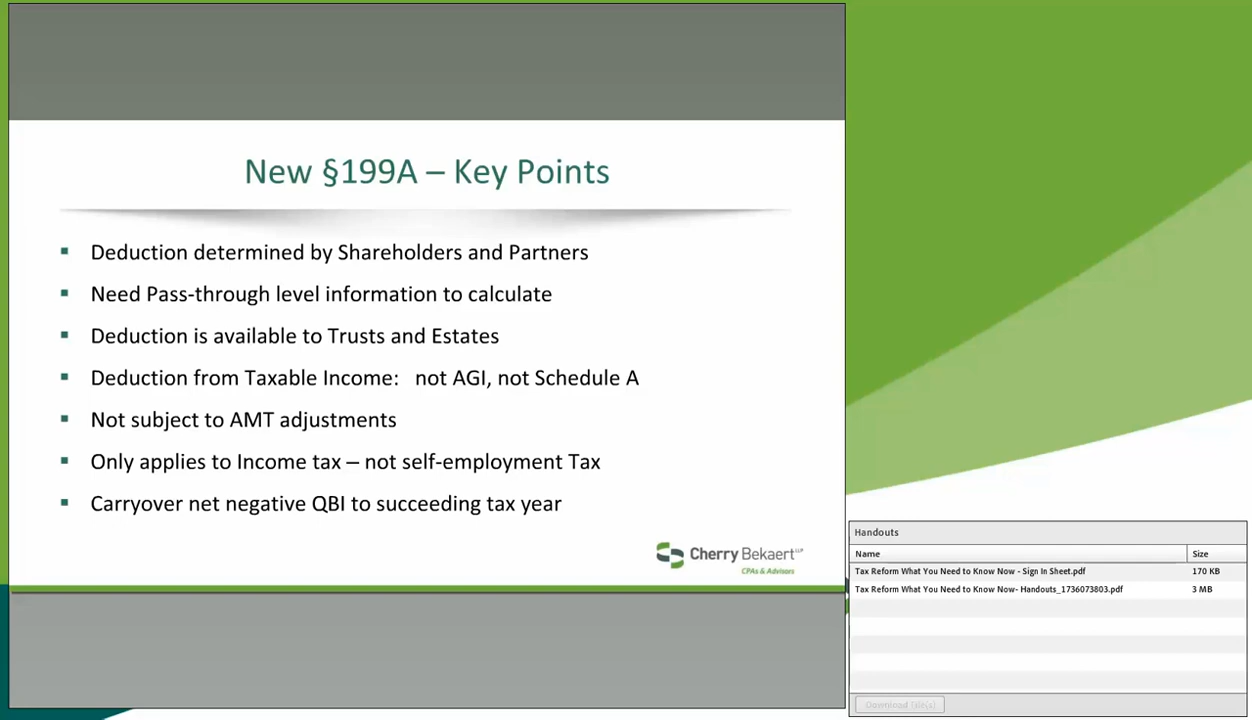 New §199A – Key Points
Deduction determined by Shareholders and Partners
Need Pass-through level information to calculate
Deduction is available to Trusts and Estates
Deduction from Taxable Income: not AGI, not Schedule A
Not subject to AMT adjustments
Only applies to Income tax – not self-employment Tax
Carryover net negative QBI to succeeding tax year
Cherry Bekaert LLP
CPAs & Advisors
Handouts
Name Size
Tax Reform What You Need to Know Now - Sign In Sheet.pdf 170 KB
Tax Reform What You Need to Know Now- Handouts_1736073803.pdf 3 MB
Download File(s)